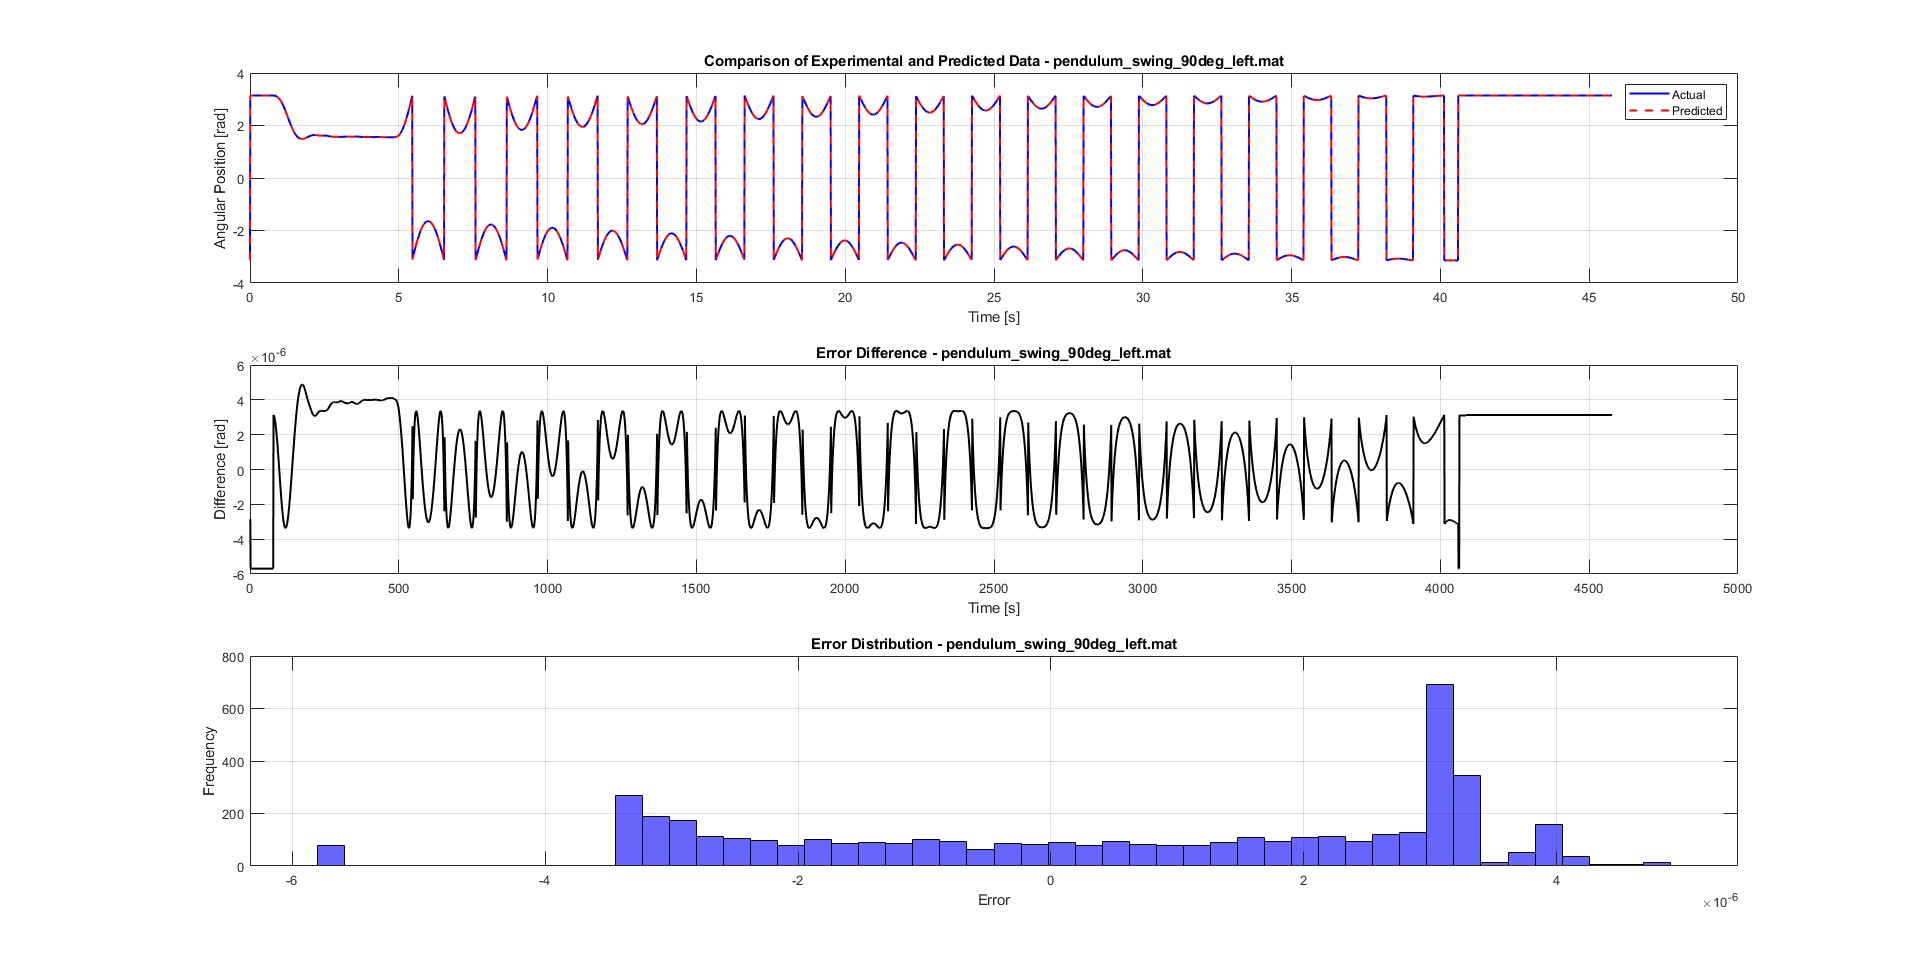 Comparison of Experimental and Predicted Data - pendulum_swing_90deg_left.mat
Angular Position [rad]
4
2
0
-2
-4
Actual
Predicted
0 5 10 15 20 25 30 35 40 45 50
Time [s]
Error Difference - pendulum_swing_90deg_left.mat
×10-6
Difference [rad]
6
4
2
0
-2
-4
-6
0 500 1000 1500 2000 2500 3000 3500 4000 4500 5000
Time [s]
Error Distribution - pendulum_swing_90deg_left.mat
Frequency
800
600
400
200
0
-6 -4 -2 0 2 4
Error
×10-6